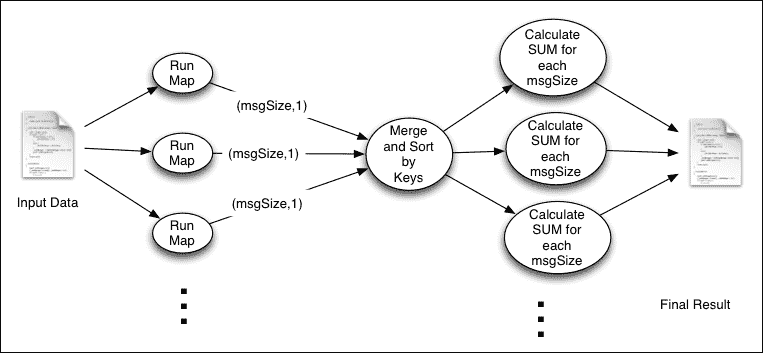 Input Data
Run
Map
Run
Map
Run
Map
(msgSize,1)
(msgSize,1)
(msgSize,1)
Merge
and Sort
by
Keys
Calculate
SUM for
each
msgSize
Calculate
SUM for
each
msgSize
Calculate
SUM for
each
msgSize
Final Result